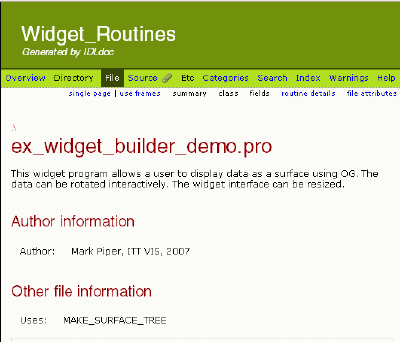 Widget_Routines
Generated by IDLdoc
Overview Directory File Source Etc Categories Search Index Warnings Help
single page | use frames summary class fields routine details file attributes
.\
ex_widget_builder_demo.pro
This widget program allows a user to display data as a surface using OG. The
data can be rotated interactively. The widget interface can be resized.
Author information
Author: Mark Piper, ITT VIS, 2007
Other file information
Uses: MAKE_SURFACE_TREE